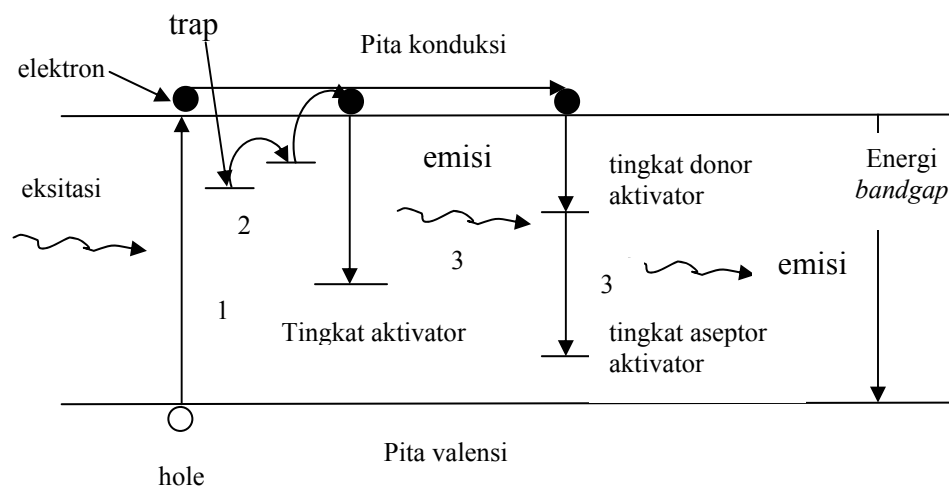 trap
Pita konduksi
elektron
emisi
tingkat donor
aktivator
Energi
bandgap
eksitasi
2
3
3
emisi
1
Tingkat aktivator
tingkat aseptor
aktivator
Pita valensi
hole